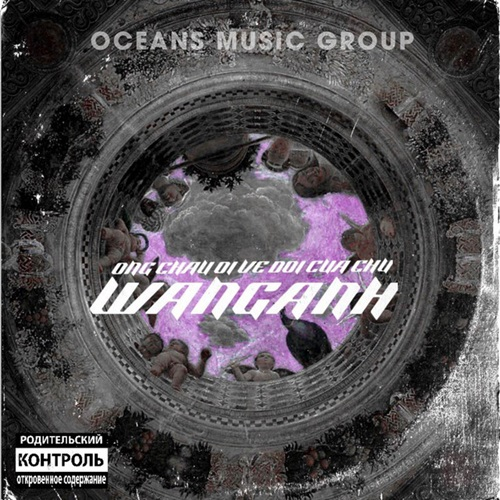 OCEANS MUSIC GROUP
ONG CHAU OI VE DOI CUA CHU
WANGANH
РОДИТЕЛЬСКИЙ
КОНТРОЛЬ
откровенное содержание